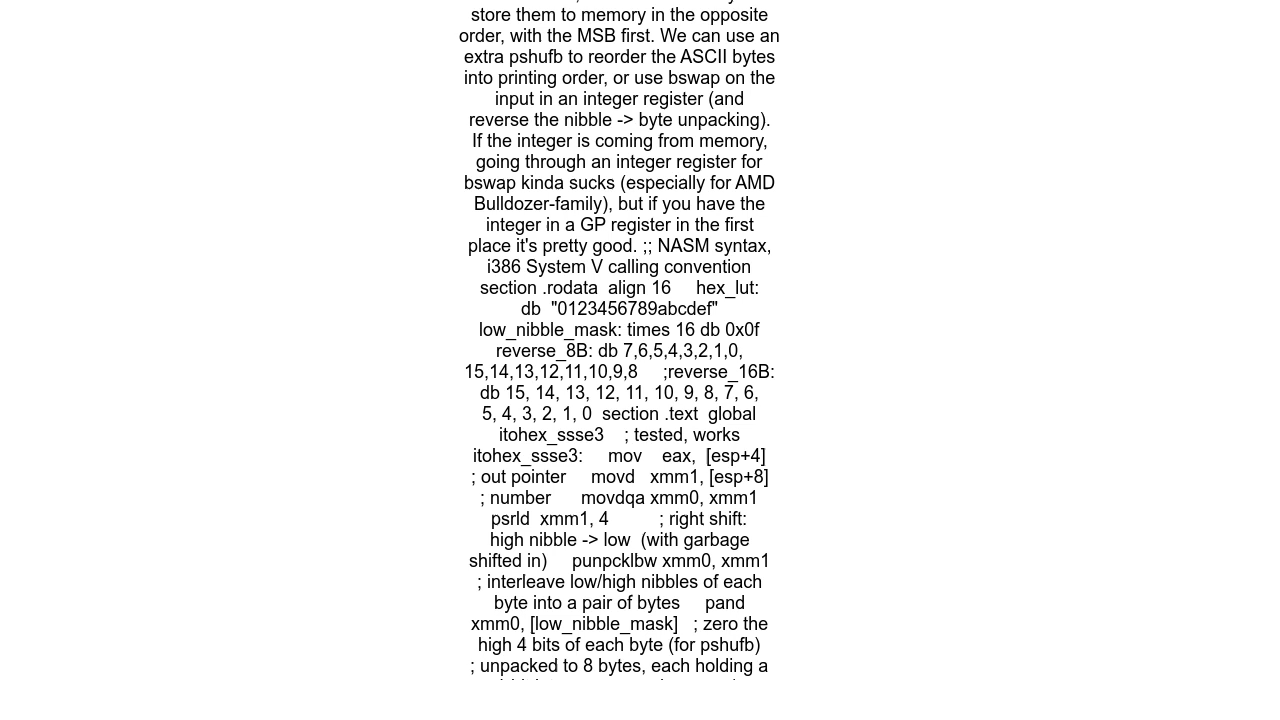 store them to memory in the opposite
order, with the MSB first. We can use an
extra pshufb to reorder the ASCII bytes
into printing order, or use bswap on the
input in an integer register (and
reverse the nibble -> byte unpacking).
If the integer is coming from memory,
going through an integer register for
bswap kinda sucks (especially for AMD
Bulldozer-family), but if you have the
integer in a GP register in the first
place it's pretty good. ;; NASM syntax,
i386 System V calling convention
section .rodata  align 16     hex_lut:
db  "0123456789abcdef"
low_nibble_mask: times 16 db 0x0f
reverse_8B: db 7,6,5,4,3,2,1,0,
15,14,13,12,11,10,9,8     ;reverse_16B:
db 15, 14, 13, 12, 11, 10, 9, 8, 7, 6,
5, 4, 3, 2, 1, 0  section .text  global
itohex_ssse3    ; tested, works
itohex_ssse3:     mov    eax,  [esp+4]
; out pointer     movd   xmm1, [esp+8]
; number      movdqa xmm0, xmm1
psrld  xmm1, 4          ; right shift:
high nibble -> low  (with garbage
shifted in)     punpcklbw xmm0, xmm1
; interleave low/high nibbles of each
byte into a pair of bytes     pand
xmm0, [low_nibble_mask]   ; zero the
high 4 bits of each byte (for pshufb)
; unpacked to 8 bytes, each holding a